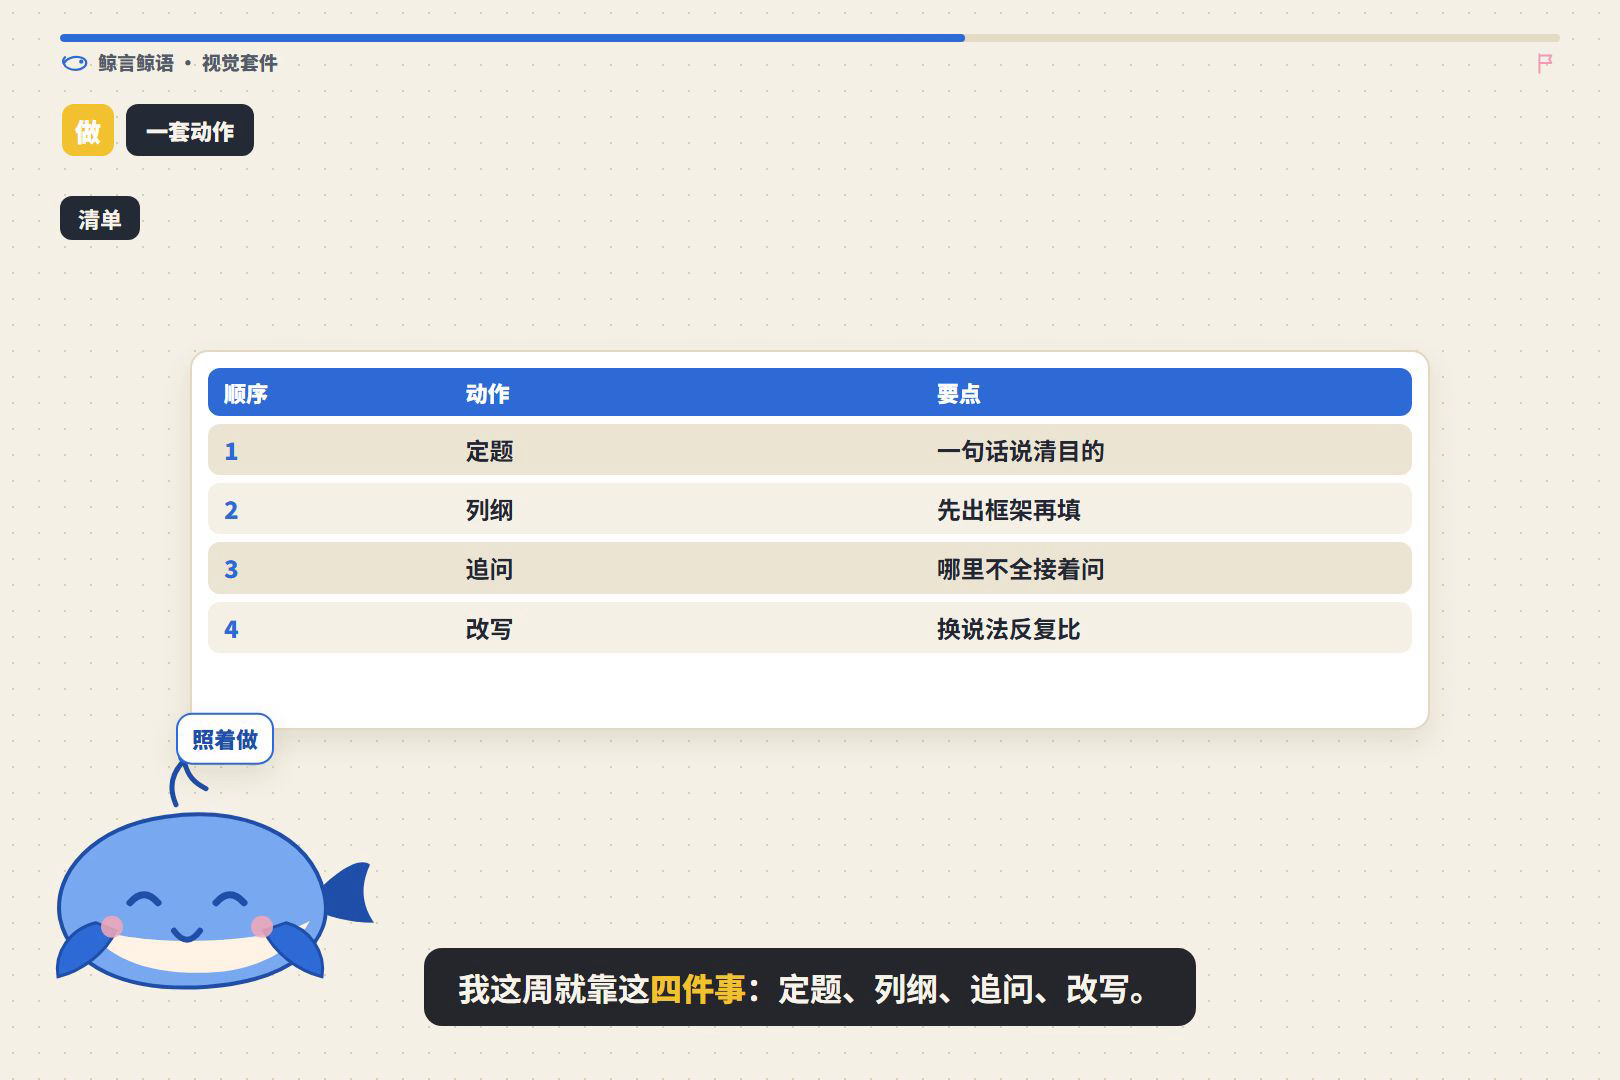 鲸言鲸语 • 视觉套件
做 一套动作
清单
顺序 动作 要点
1 定题 一句话说清目的
2 列纲 先出框架再填
3 追问 哪里不全接着问
4 改写 换说法反复比
照着做
我这周就靠这四件事：定题、列纲、追问、改写。